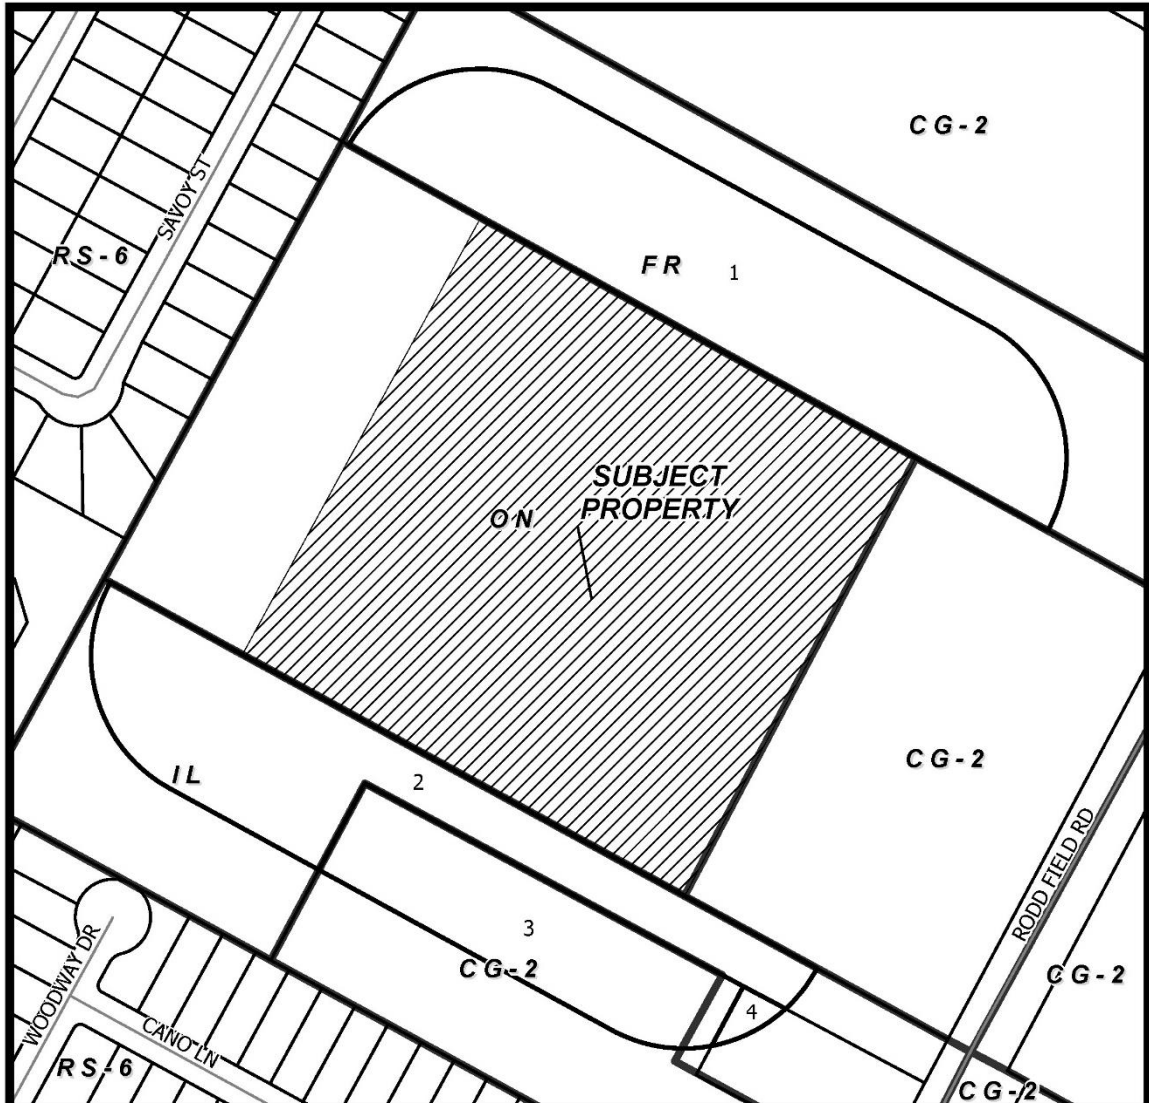 CG-2
SAVOY ST
RS-6
FR
1
SUBJECT
PROPERTY
ON
CG-2
IL
2
RODD FIELD RD
3
CG-2
CG-2
4
WOODWAY DR
CANO LN
RS-6
CG-2